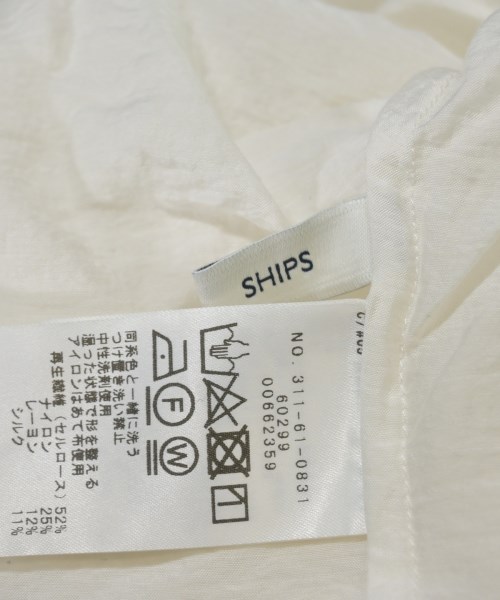 SHIPS
NO. 311-61-0831
60299
00662359
F
W
同系色と一緒に洗う
つけ置き洗い禁止
中性洗剤使用
湿った状態で形を整える
アイロンはあて布使用
再生繊維(セルロース) 52%
ナイロン 25%
レーヨン 12%
シルク 11%